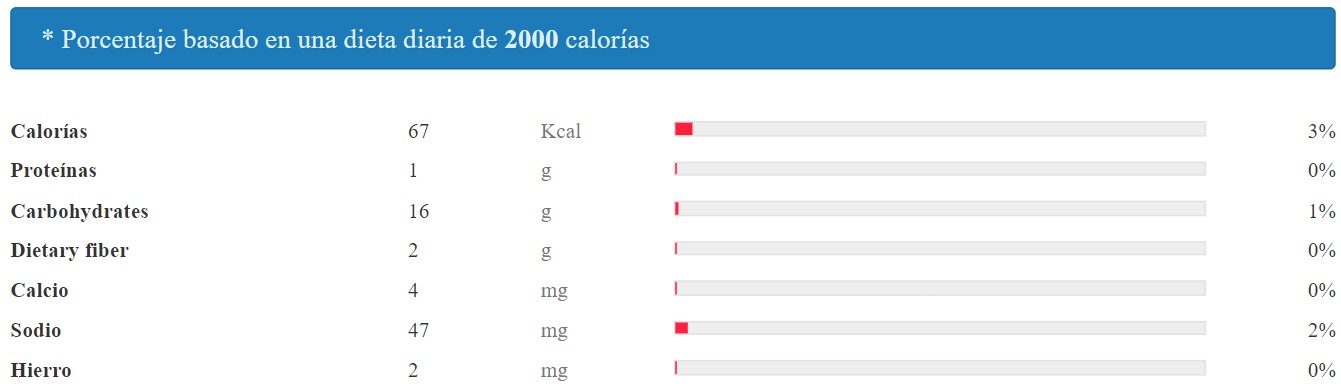 * Porcentaje basado en una dieta diaria de 2000 calorías
Calorías 67 Kcal 3%
Proteínas 1 g 0%
Carbohydrates 16 g 1%
Dietary fiber 2 g 0%
Calcio 4 mg 0%
Sodio 47 mg 2%
Hierro 2 mg 0%